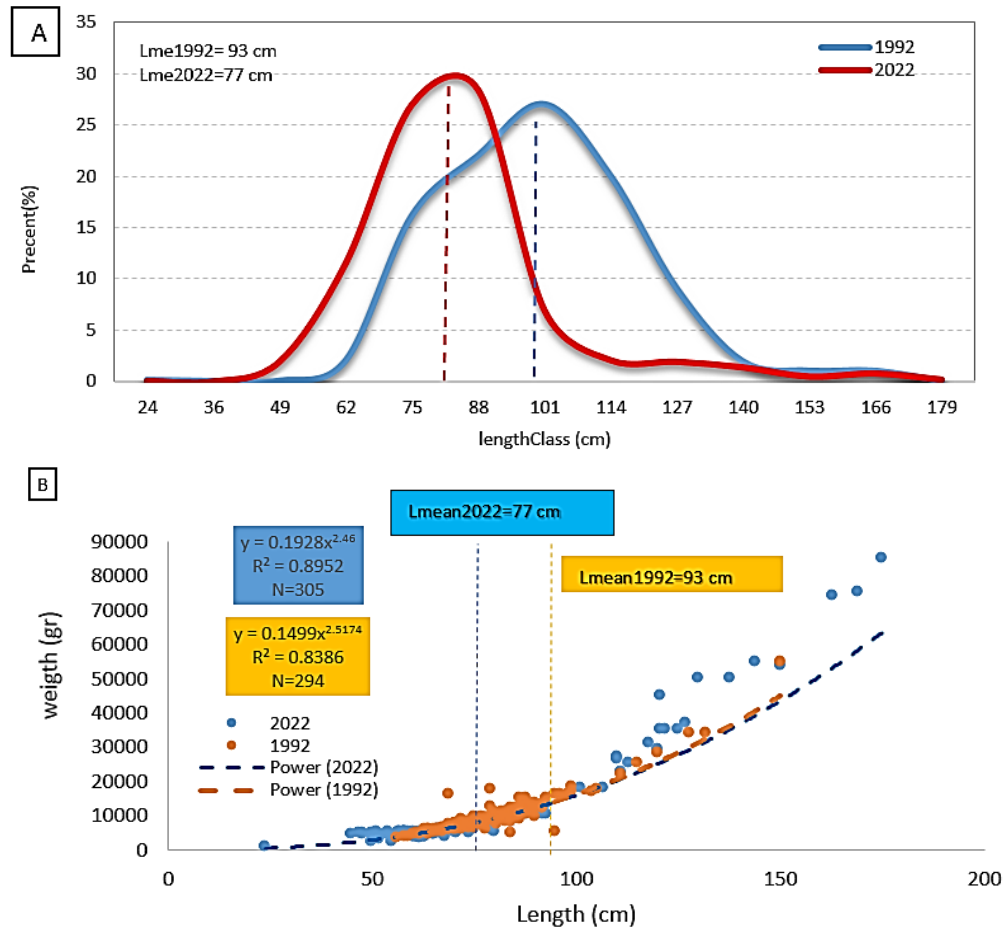 A
Lme1992= 93 cm
Lme2022=77 cm
1992
2022
35
30
25
20
15
10
5
0
Precent(%)
24 36 49 62 75 88 101 114 127 140 153 166 179
lengthClass (cm)
B
Lmean2022=77 cm
Lmean1992=93 cm
y = 0.1928x^2.46
R² = 0.8952
N=305
y = 0.1499x^2.5174
R² = 0.8386
N=294
2022
1992
Power (2022)
Power (1992)
90000
80000
70000
60000
50000
40000
30000
20000
10000
0
weigth (gr)
0 50 100 150 200
Length (cm)